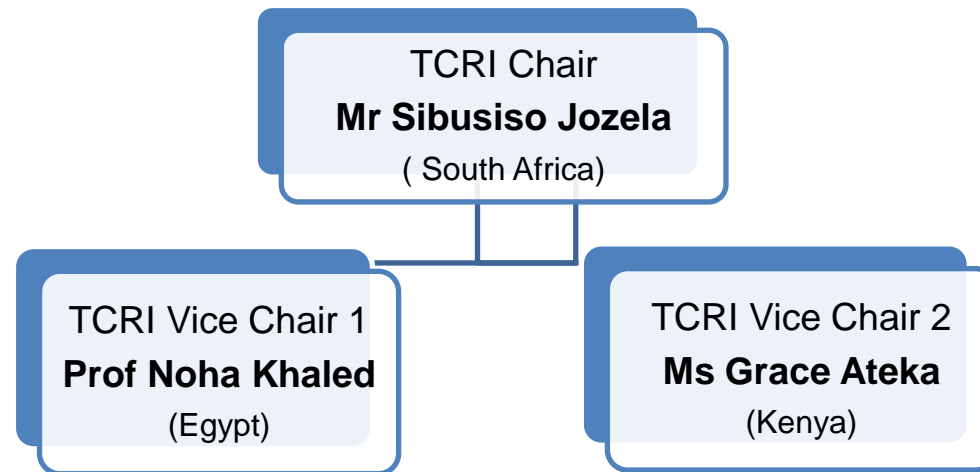 TCRI Chair
Mr Sibusiso Jozela
( South Africa)
TCRI Vice Chair 1
Prof Noha Khaled
(Egypt)
TCRI Vice Chair 2
Ms Grace Ateka
(Kenya)